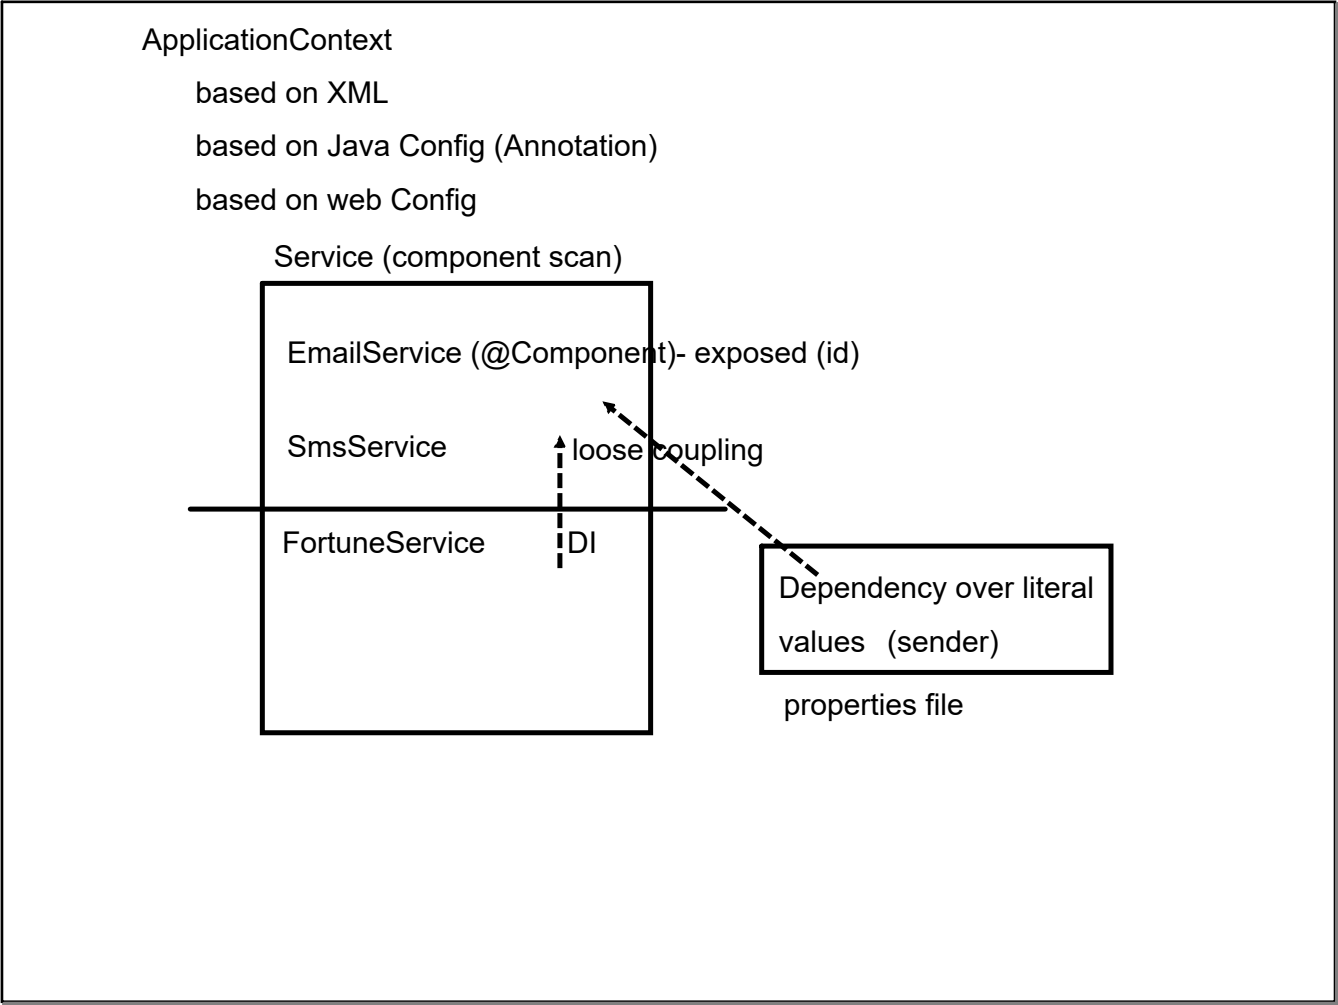 ApplicationContext
based on XML
based on Java Config (Annotation)
based on web Config
Service (component scan)
EmailService (@Component)- exposed (id)
SmsService
loose coupling
FortuneService
DI
Dependency over literal
values (sender)
properties file